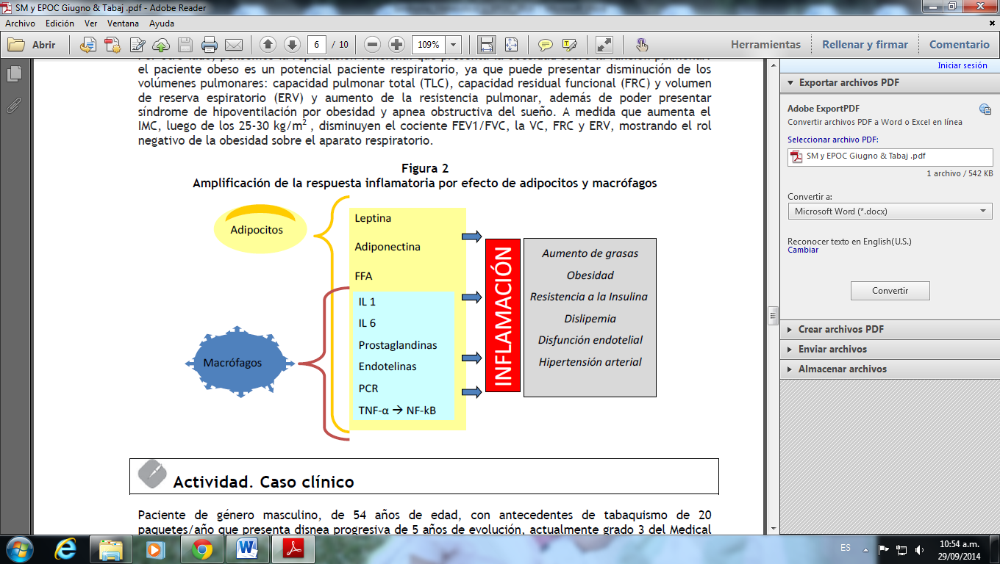 SM y EPOC Giugno & Tabaj .pdf - Adobe Reader
Archivo Edición Ver Ventana Ayuda
Abrir 6 / 10 109% Herramientas Rellenar y firmar Comentario
el paciente obeso es un potencial paciente respiratorio, ya que puede presentar disminución de los
volúmenes pulmonares: capacidad pulmonar total (TLC), capacidad residual funcional (FRC) y volumen
de reserva espiratorio (ERV) y aumento de la resistencia pulmonar, además de poder presentar
síndrome de hipoventilación por obesidad y apnea obstructiva del sueño. A medida que aumenta el
IMC, luego de los 25-30 kg/m2 , disminuyen el cociente FEV1/FVC, la VC, FRC y ERV, mostrando el rol
negativo de la obesidad sobre el aparato respiratorio.
Figura 2
Amplificación de la respuesta inflamatoria por efecto de adipocitos y macrófagos
Adipocitos
Macrófagos
Leptina
Adiponectina
FFA
IL 1
IL 6
Prostaglandinas
Endotelinas
PCR
TNF-α → NF-kB
INFLAMACIÓN
Aumento de grasas
Obesidad
Resistencia a la Insulina
Dislipemia
Disfunción endotelial
Hipertensión arterial
Actividad. Caso clínico
Paciente de género masculino, de 54 años de edad, con antecedentes de tabaquismo de 20
paquetes/año que presenta disnea progresiva de 5 años de evolución, actualmente grado 3 del Medical
Iniciar sesión
Exportar archivos PDF
Adobe ExportPDF
Convertir archivos PDF a Word o Excel en línea
Seleccionar archivo PDF:
SM y EPOC Giugno & Tabaj .pdf
1 archivo / 542 KB
Convertir a:
Microsoft Word (*.docx)
Reconocer texto en English(U.S.)
Cambiar
Convertir
Crear archivos PDF
Enviar archivos
Almacenar archivos
ES
10:54 a.m.
29/09/2014